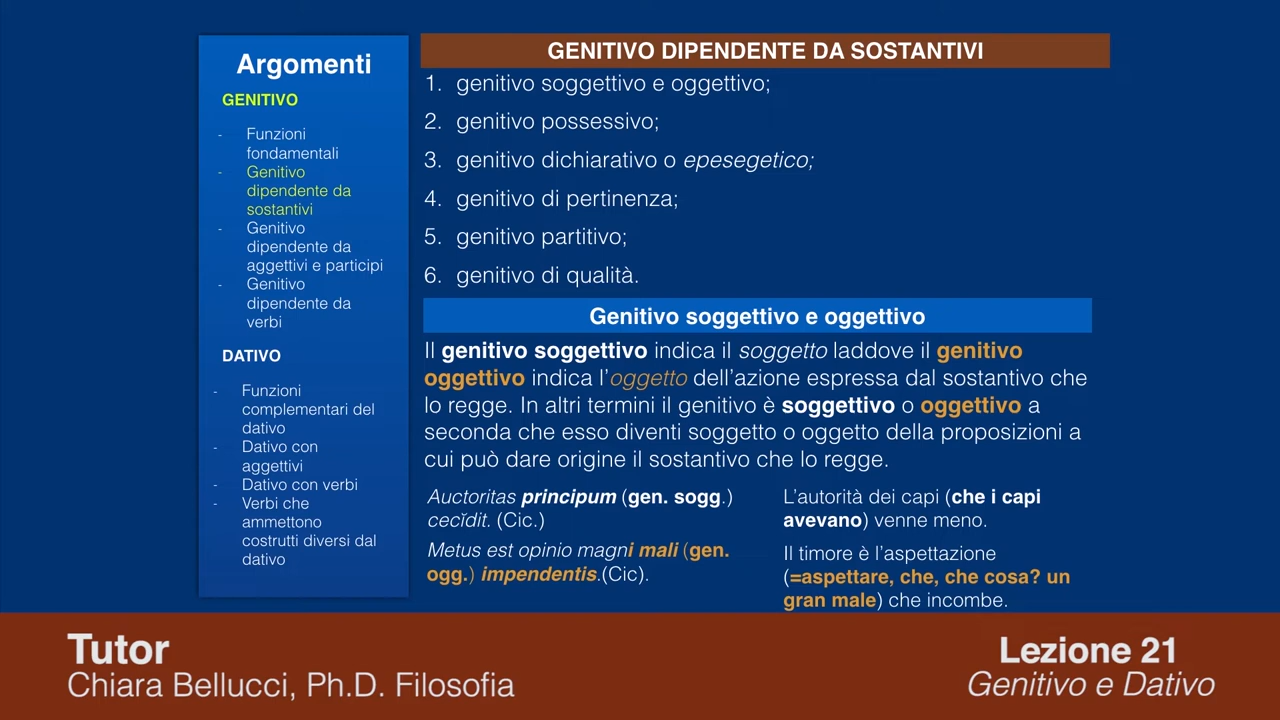 Argomenti
GENITIVO
- Funzioni
fondamentali
- Genitivo
dipendente da
sostantivi
- Genitivo
dipendente da
aggettivi e participi
- Genitivo
dipendente da
verbi
DATIVO
- Funzioni
complementari del
dativo
- Dativo con
aggettivi
- Dativo con verbi
- Verbi che
ammettono
costrutti diversi dal
dativo
GENITIVO DIPENDENTE DA SOSTANTIVI
1. genitivo soggettivo e oggettivo;
2. genitivo possessivo;
3. genitivo dichiarativo o epesegetico;
4. genitivo di pertinenza;
5. genitivo partitivo;
6. genitivo di qualità.
Genitivo soggettivo e oggettivo
Il genitivo soggettivo indica il soggetto laddove il genitivo
oggettivo indica l'oggetto dell'azione espressa dal sostantivo che
lo regge. In altri termini il genitivo è soggettivo o oggettivo a
seconda che esso diventi soggetto o oggetto della proposizioni a
cui può dare origine il sostantivo che lo regge.
Auctoritas principum (gen. sogg.)
cecĭdit. (Cic.)
L'autorità dei capi (che i capi
avevano) venne meno.
Metus est opinio magni mali (gen.
ogg.) impendentis.(Cic).
Il timore è l'aspettazione
(=aspettare, che, che cosa? un
gran male) che incombe.
Tutor
Chiara Bellucci, Ph.D. Filosofia
Lezione 21
Genitivo e Dativo